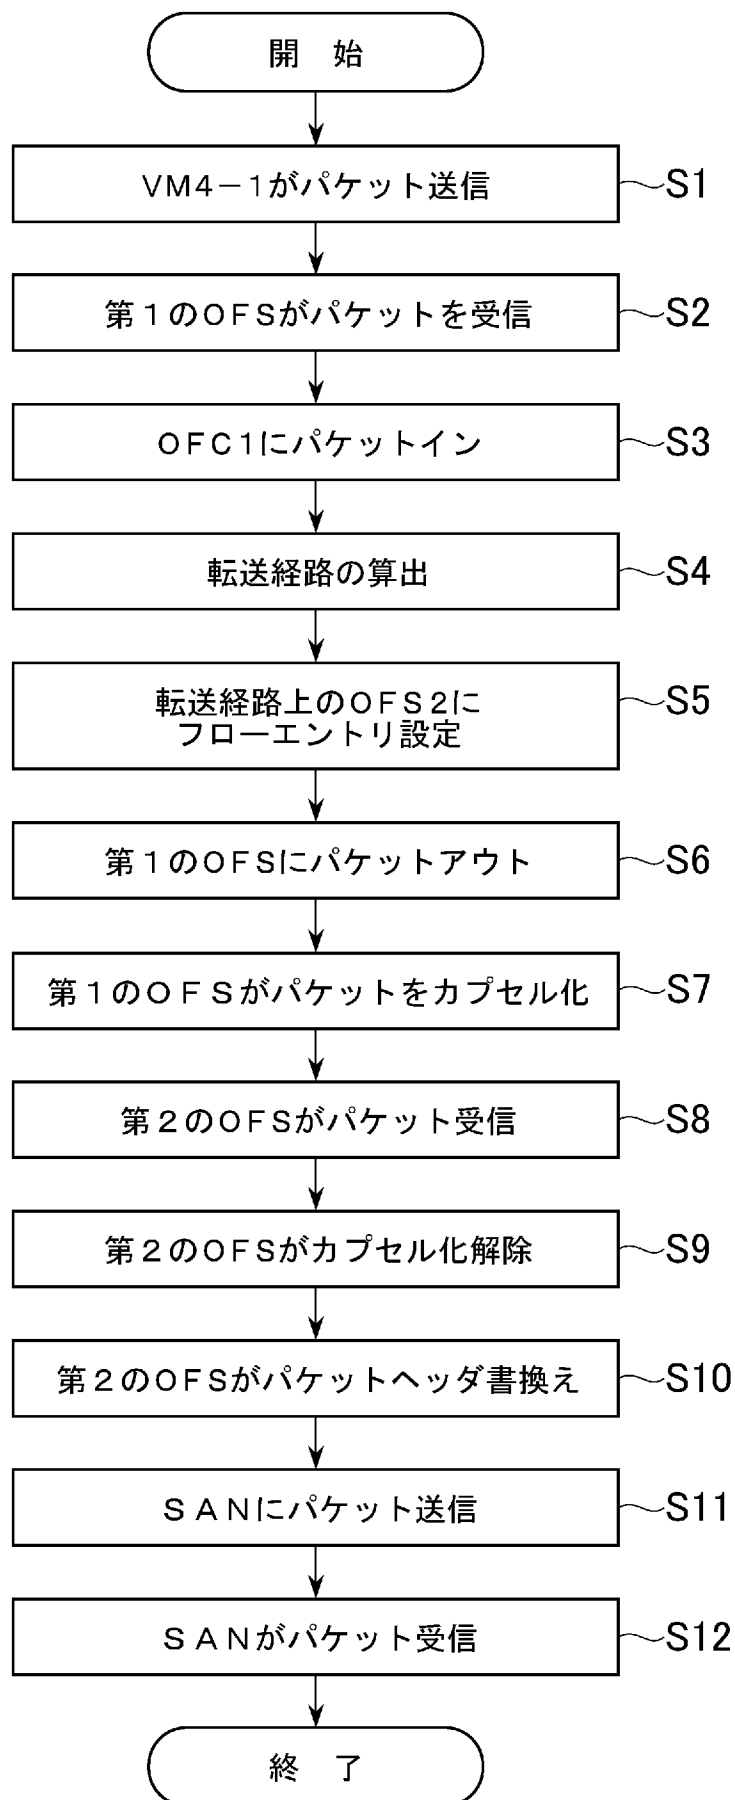 開　始
VM4－1がパケット送信
S1
第１のOFSがパケットを受信
S2
OFC1にパケットイン
S3
転送経路の算出
S4
転送経路上のOFS2に
フローエントリ設定
S5
第１のOFSにパケットアウト
S6
第１のＯＦＳがパケットをカプセル化
S7
第２のOFSがパケット受信
S8
第２のOFSがカプセル化解除
S9
第２のOFSがパケットヘッダ書換え
S10
ＳＡＮにパケット送信
S11
ＳＡＮがパケット受信
S12
終　了